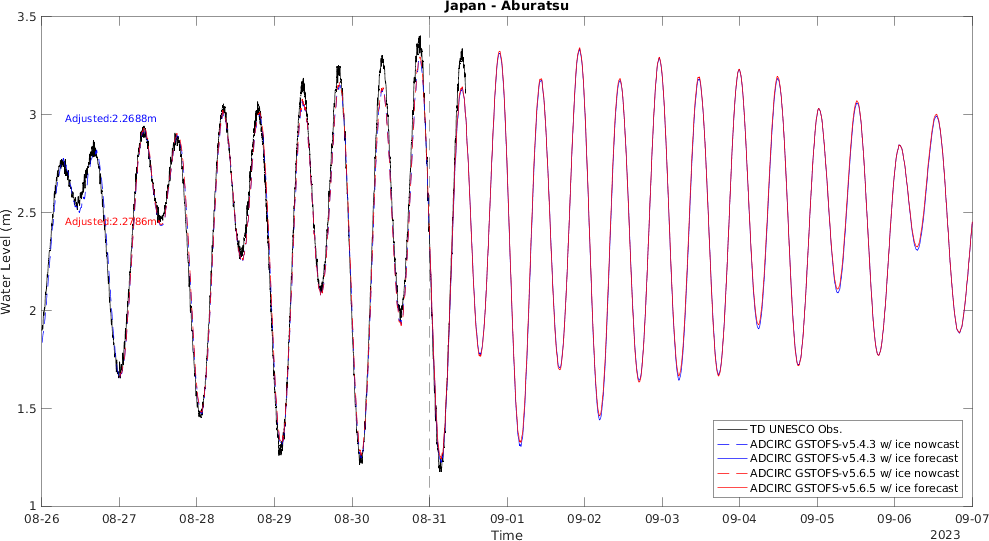 Japan - Aburatsu
3.5
3
2.5
2
1.5
1
Water Level (m)
Adjusted:2.2688m
Adjusted:2.2786m
TD UNESCO Obs.
ADCIRC GSTOFS-v5.4.3 w/ ice nowcast
ADCIRC GSTOFS-v5.4.3 w/ ice forecast
ADCIRC GSTOFS-v5.6.5 w/ ice nowcast
ADCIRC GSTOFS-v5.6.5 w/ ice forecast
08-26 08-27 08-28 08-29 08-30 08-31 09-01 09-02 09-03 09-04 09-05 09-06 09-07
Time
2023